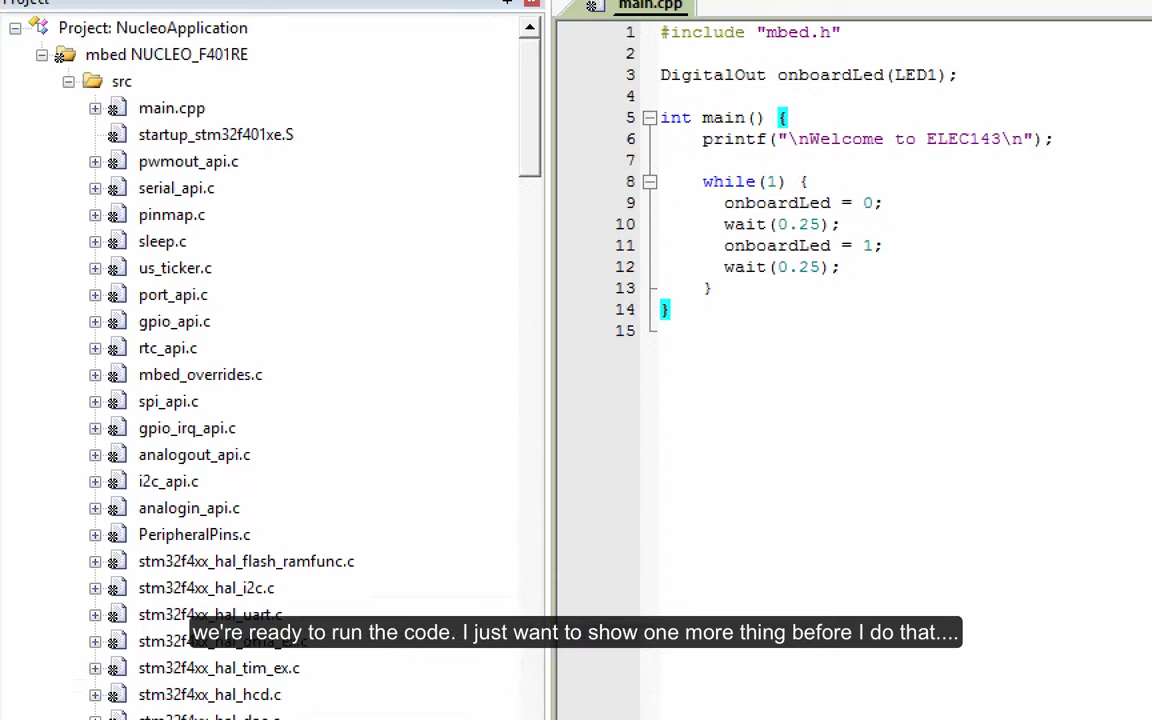 Project
Project: NucleoApplication
mbed NUCLEO_F401RE
src
main.cpp
startup_stm32f401xe.S
pwmout_api.c
serial_api.c
pinmap.c
sleep.c
us_ticker.c
port_api.c
gpio_api.c
rtc_api.c
mbed_overrides.c
spi_api.c
gpio_irq_api.c
analogout_api.c
i2c_api.c
analogin_api.c
PeripheralPins.c
stm32f4xx_hal_flash_ramfunc.c
stm32f4xx_hal_i2c.c
stm32f4xx_hal_uart.c
stm32f4xx_hal_dma_ex.c
stm32f4xx_hal_tim_ex.c
stm32f4xx_hal_hcd.c
main.cpp
1 #include "mbed.h"
2
3 DigitalOut onboardLed(LED1);
4
5 int main() {
6 printf("\nWelcome to ELEC143\n");
7
8 while(1) {
9 onboardLed = 0;
10 wait(0.25);
11 onboardLed = 1;
12 wait(0.25);
13 }
14 }
15
we're ready to run the code. I just want to show one more thing before I do that....